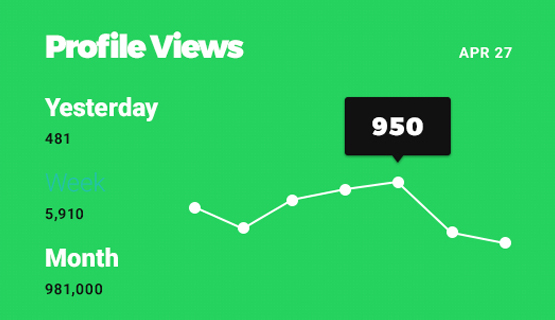 Profile Views
APR 27
Yesterday
481
950
Week
5,910
Month
981,000